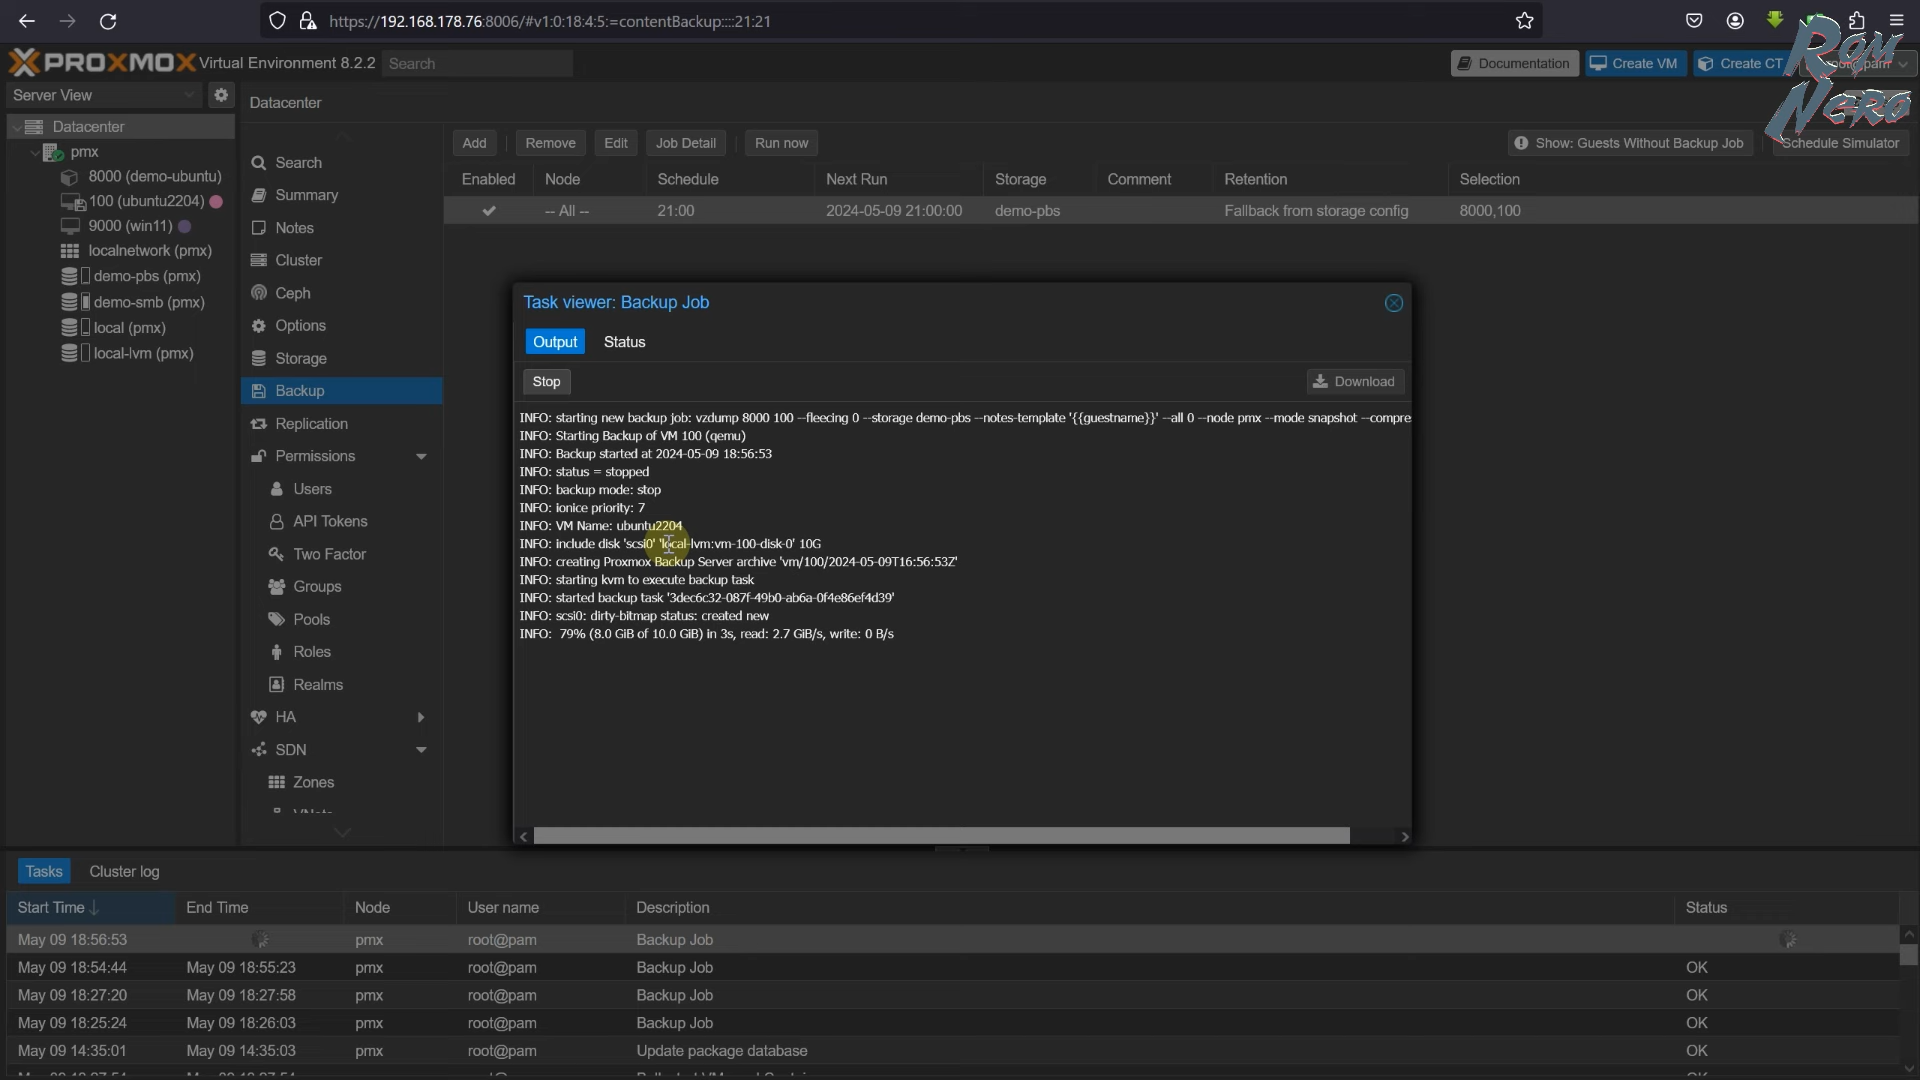 https://192.168.178.76:8006/#v1:0:18:4:5:=contentBackup::::21:21
PROXMOX Virtual Environment 8.2.2 Search
Documentation Create VM Create CT
Rom
Nero
Server View
Datacenter
pmx
8000 (demo-ubuntu)
100 (ubuntu2204)
9000 (win11)
localnetwork (pmx)
demo-pbs (pmx)
demo-smb (pmx)
local (pmx)
local-lvm (pmx)
Datacenter
Search
Summary
Notes
Cluster
Ceph
Options
Storage
Backup
Replication
Permissions
Users
API Tokens
Two Factor
Groups
Pools
Roles
Realms
HA
SDN
Zones
Add Remove Edit Job Detail Run now Show: Guests Without Backup Job Schedule Simulator
Enabled Node Schedule Next Run Storage Comment Retention Selection
-- All -- 21:00 2024-05-09 21:00:00 demo-pbs Fallback from storage config 8000,100
Task viewer: Backup Job
Output Status
Stop Download
INFO: starting new backup job: vzdump 8000 100 --fleecing 0 --storage demo-pbs --notes-template '{{guestname}}' --all 0 --node pmx --mode snapshot --compre
INFO: Starting Backup of VM 100 (qemu)
INFO: Backup started at 2024-05-09 18:56:53
INFO: status = stopped
INFO: backup mode: stop
INFO: ionice priority: 7
INFO: VM Name: ubuntu2204
INFO: include disk 'scsi0' 'local-lvm:vm-100-disk-0' 10G
INFO: creating Proxmox Backup Server archive 'vm/100/2024-05-09T16:56:53Z'
INFO: starting kvm to execute backup task
INFO: started backup task '3dec6c32-087f-49b0-ab6a-0f4e86ef4d39'
INFO: scsi0: dirty-bitmap status: created new
INFO: 79% (8.0 GiB of 10.0 GiB) in 3s, read: 2.7 GiB/s, write: 0 B/s
Tasks Cluster log
Start Time End Time Node User name Description Status
May 09 18:56:53 pmx root@pam Backup Job
May 09 18:54:44 May 09 18:55:23 pmx root@pam Backup Job OK
May 09 18:27:20 May 09 18:27:58 pmx root@pam Backup Job OK
May 09 18:25:24 May 09 18:26:03 pmx root@pam Backup Job OK
May 09 14:35:01 May 09 14:35:03 pmx root@pam Update package database OK